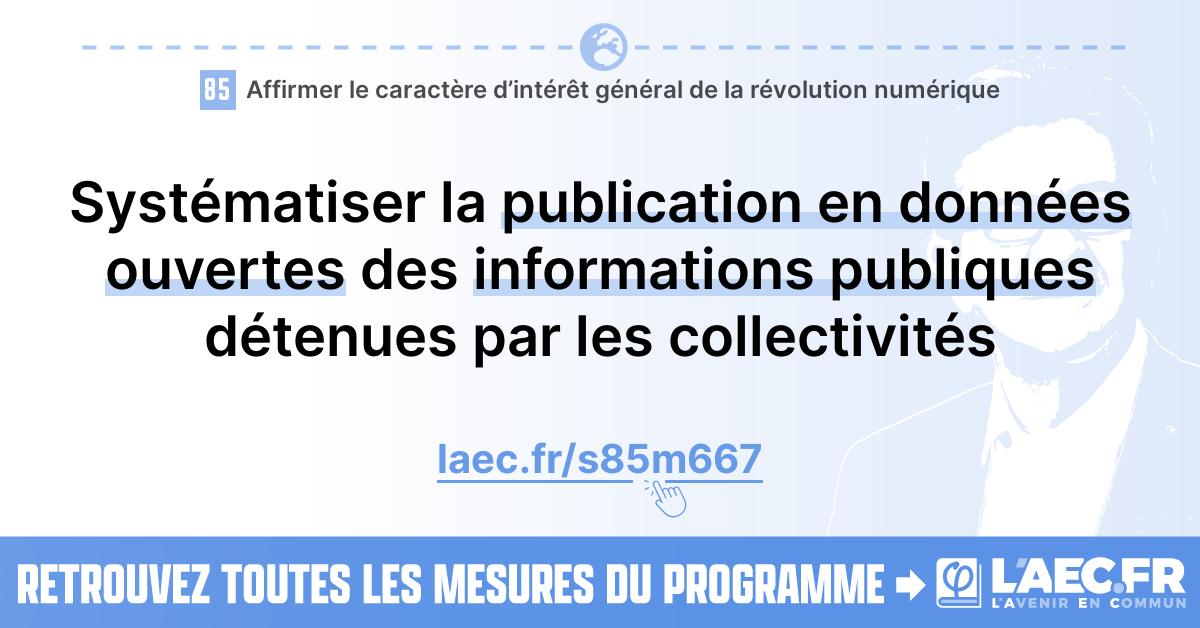 85 Affirmer le caractère d’intérêt général de la révolution numérique
Systématiser la publication en données
ouvertes des informations publiques
détenues par les collectivités
laec.fr/s85m667
RETROUVEZ TOUTES LES MESURES DU PROGRAMME
φ L'AEC.FR
L'AVENIR EN COMMUN